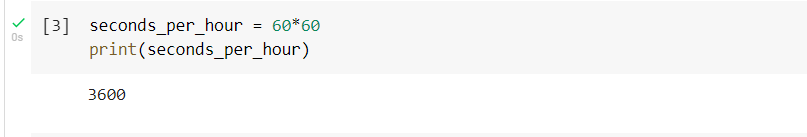 [3] seconds_per_hour = 60*60
print(seconds_per_hour)
0s
3600